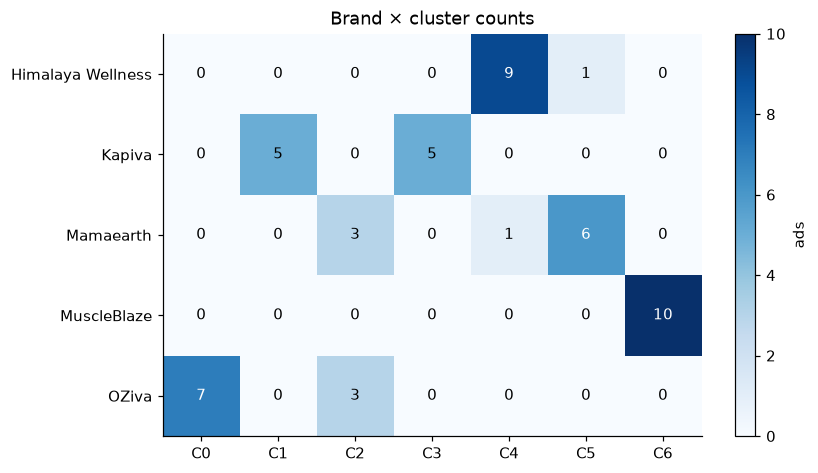 Brand × cluster counts
Himalaya Wellness 0 0 0 0 9 1 0
Kapiva 0 5 0 5 0 0 0
Mamaearth 0 0 3 0 1 6 0
MuscleBlaze 0 0 0 0 0 0 10
OZiva 7 0 3 0 0 0 0
C0 C1 C2 C3 C4 C5 C6
10
8
6
4
2
0
ads